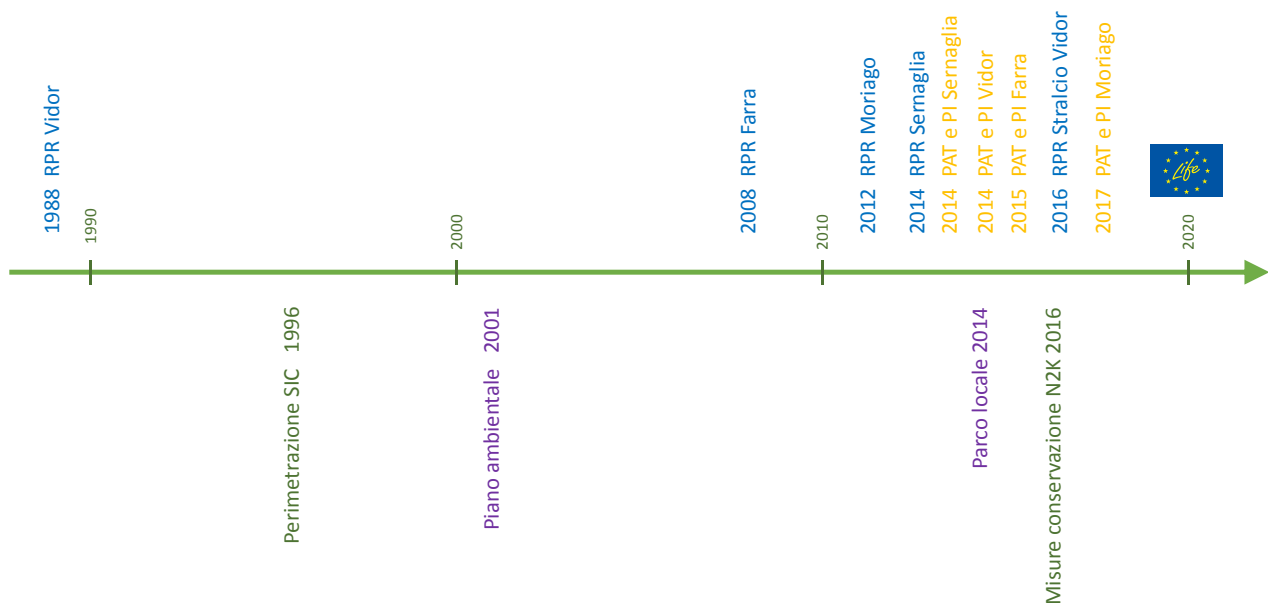 1988 RPR Vidor
2008 RPR Farra
2012 RPR Moriago
2014 RPR Sernaglia
2014 PAT e PI Sernaglia
2014 PAT e PI Vidor
2015 PAT e PI Farra
2016 RPR Stralcio Vidor
2017 PAT e PI Moriago
Life
1990
2000
2010
2020
Perimetrazione SIC 1996
Piano ambientale 2001
Parco locale 2014
Misure conservazione N2K 2016